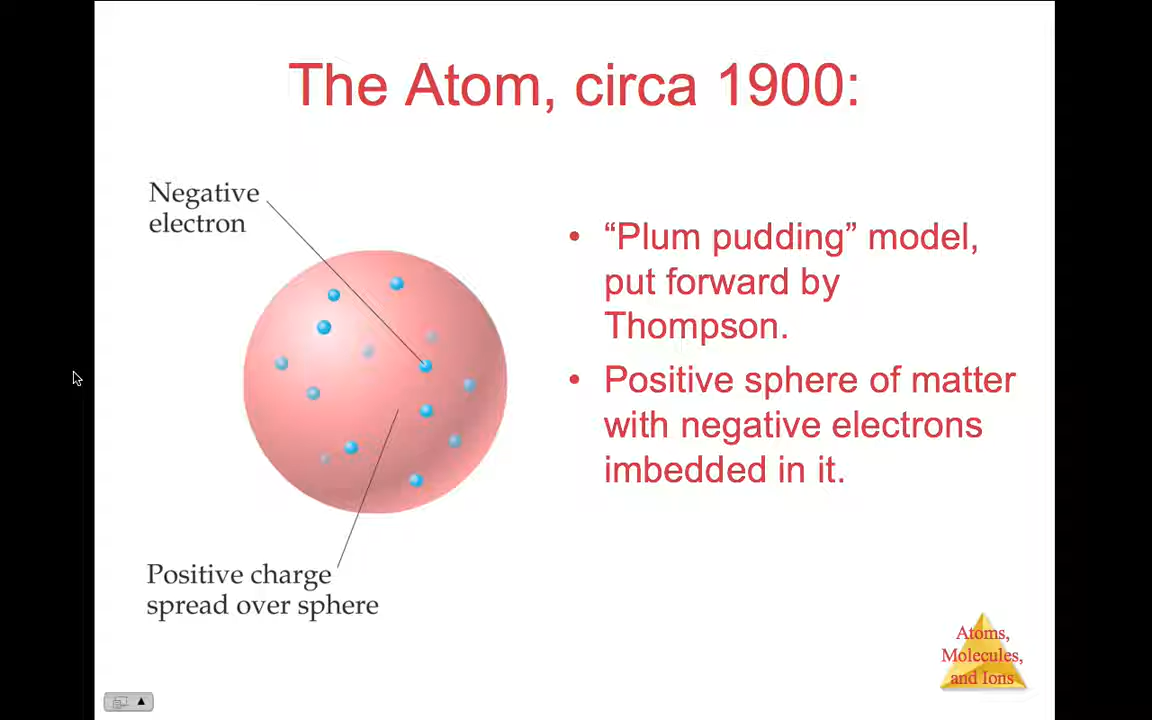 The Atom, circa 1900:
Negative
electron
• “Plum pudding” model,
put forward by
Thompson.
• Positive sphere of matter
with negative electrons
imbedded in it.
Positive charge
spread over sphere
Atoms,
Molecules,
and Ions